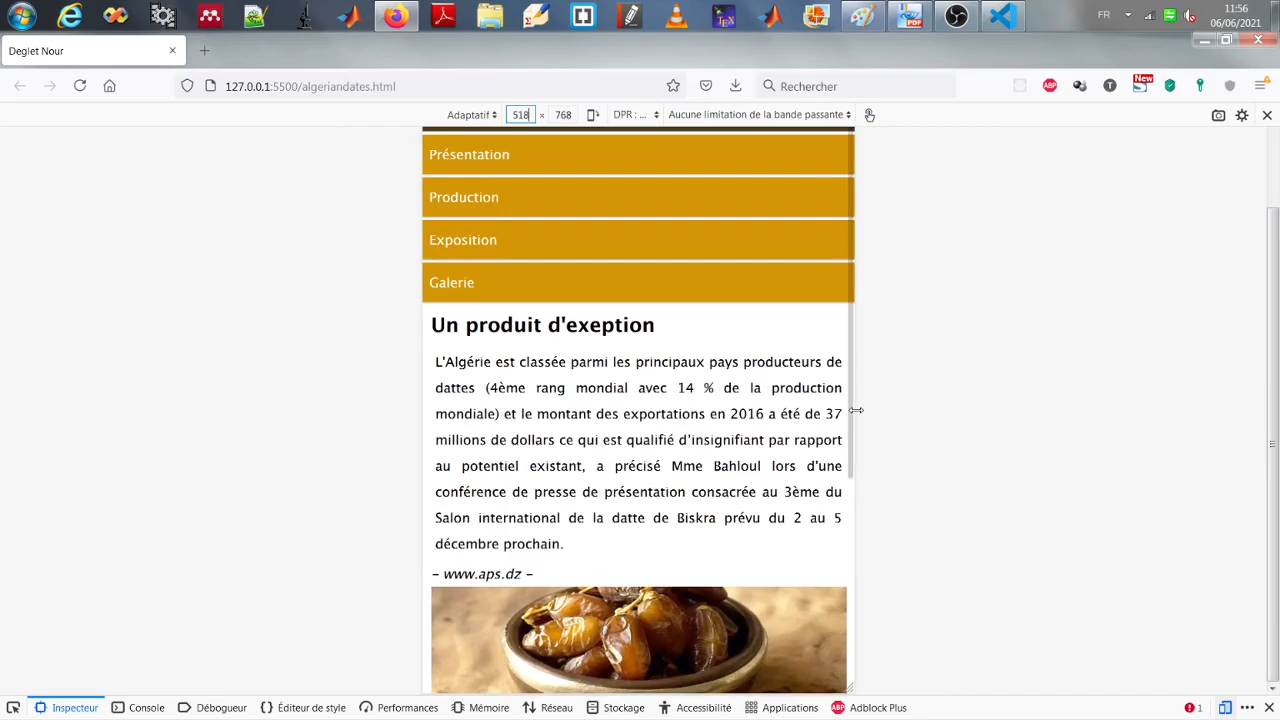 FR
11:56
06/06/2021
Deglet Nour
127.0.0.1:5500/algeriandates.html
Rechercher
ABP
T
New
Adaptatif
518 × 768
DPR : ...
Aucune limitation de la bande passante
Présentation
Production
Exposition
Galerie
Un produit d'exeption
L'Algérie est classée parmi les principaux pays producteurs de
dattes (4ème rang mondial avec 14 % de la production
mondiale) et le montant des exportations en 2016 a été de 37
millions de dollars ce qui est qualifié d’insignifiant par rapport
au potentiel existant, a précisé Mme Bahloul lors d'une
conférence de presse de présentation consacrée au 3ème du
Salon international de la datte de Biskra prévu du 2 au 5
décembre prochain.
– www.aps.dz –
Inspecteur
Console
Débogueur
Éditeur de style
Performances
Mémoire
Réseau
Stockage
Accessibilité
Applications
ABP
Adblock Plus
1